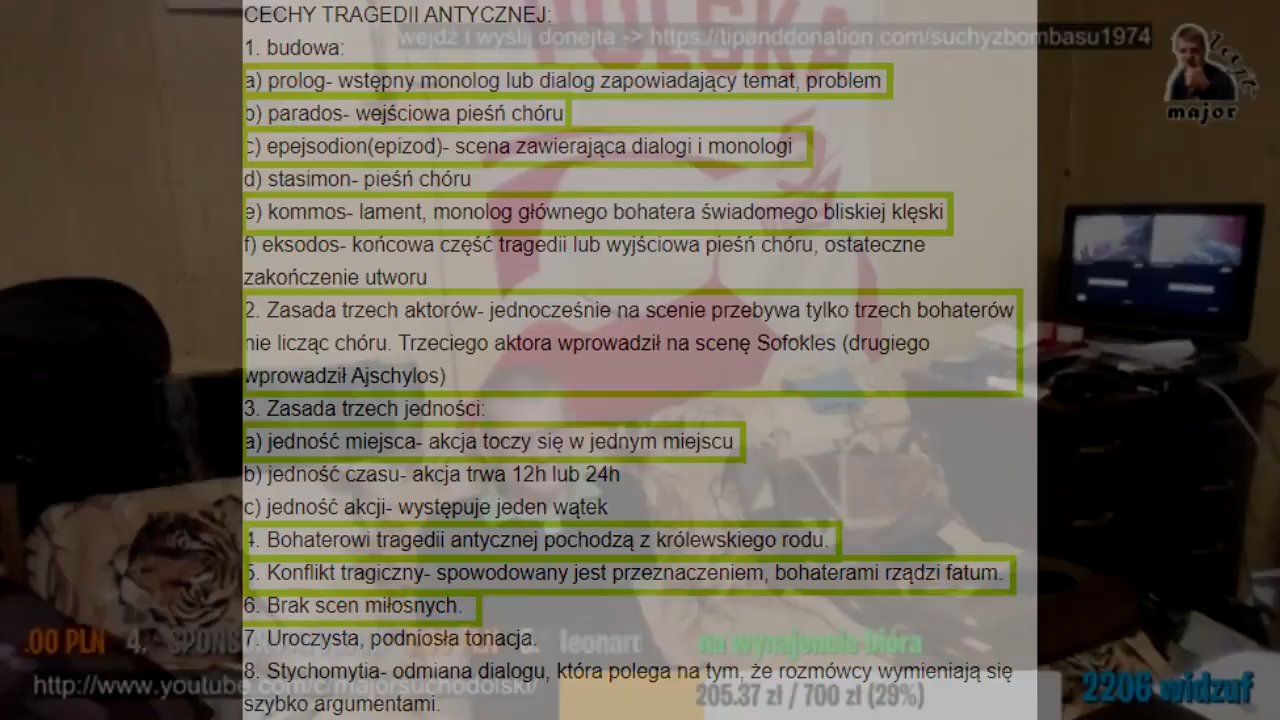 CECHY TRAGEDII ANTYCZNEJ:
wejdź i wyślij donejta -> https://tipanddonation.com/suchyzbombasu1974
POLSKA
major
1. budowa:
a) prolog- wstępny monolog lub dialog zapowiadający temat, problem
b) parados- wejściowa pieśń chóru
c) epejsodion(epizod)- scena zawierająca dialogi i monologi
d) stasimon- pieśń chóru
e) kommos- lament, monolog głównego bohatera świadomego bliskiej klęski
f) eksodos- końcowa część tragedii lub wyjściowa pieśń chóru, ostateczne
zakończenie utworu
2. Zasada trzech aktorów- jednocześnie na scenie przebywa tylko trzech bohaterów
nie licząc chóru. Trzeciego aktora wprowadził na scenę Sofokles (drugiego
wprowadził Ajschylos)
3. Zasada trzech jedności:
a) jedność miejsca- akcja toczy się w jednym miejscu
b) jedność czasu- akcja trwa 12h lub 24h
c) jedność akcji- występuje jeden wątek
4. Bohaterowi tragedii antycznej pochodzą z królewskiego rodu.
5. Konflikt tragiczny- spowodowany jest przeznaczeniem, bohaterami rządzi fatum.
6. Brak scen miłosnych.
7. Uroczysta, podniosła tonacja.
.00 PLN 4. leonart na wynajęncie bióra
8. Stychomytia- odmiana dialogu, która polega na tym, że rozmówcy wymieniają się
szybko argumentami.
http://www.youtube.com/c/majorsuchodolski/
205.37 zł / 700 zł (29%)
2206 widzuf